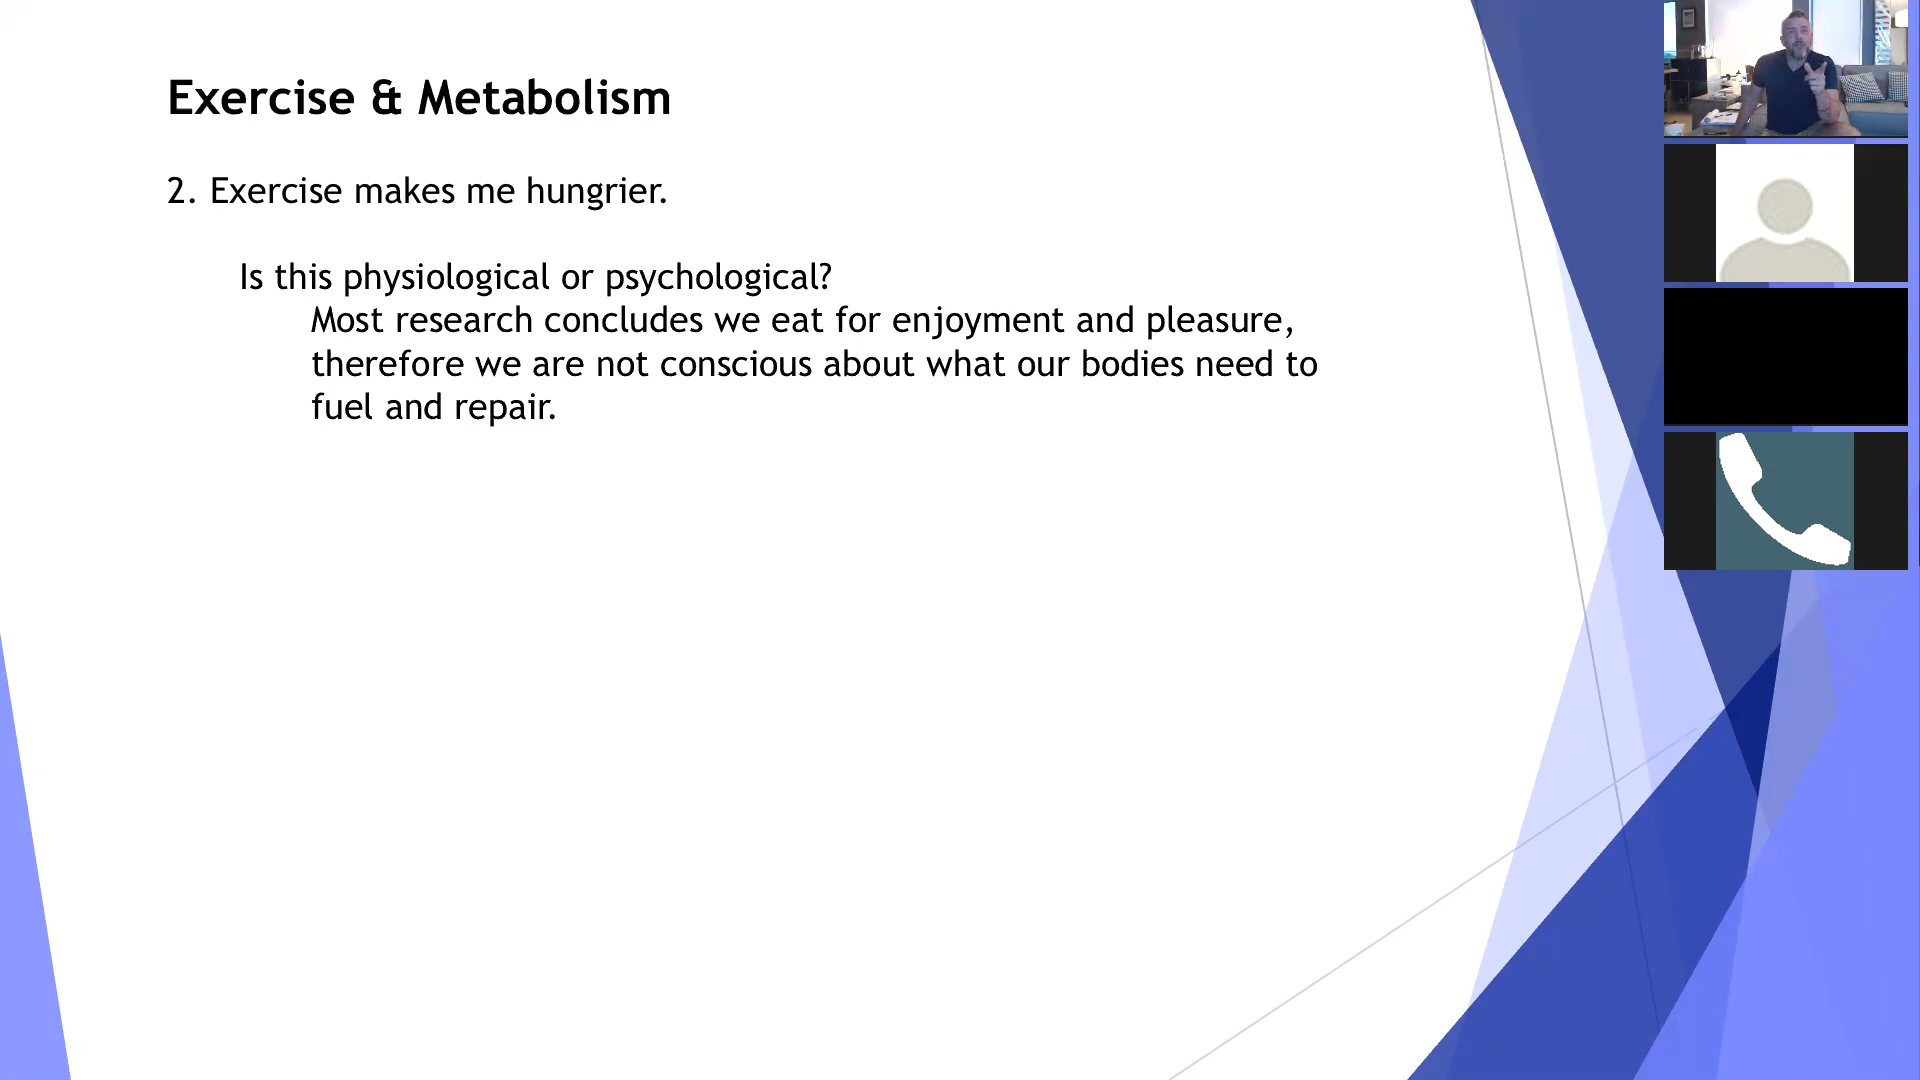 Exercise & Metabolism
2. Exercise makes me hungrier.
Is this physiological or psychological?
Most research concludes we eat for enjoyment and pleasure,
therefore we are not conscious about what our bodies need to
fuel and repair.